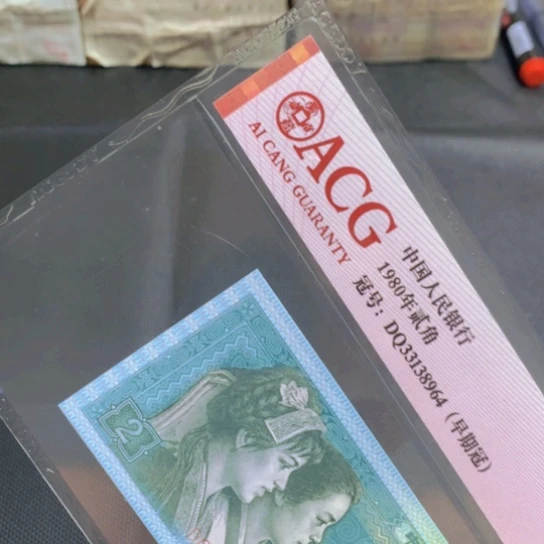 ACG
AI CANG GUARANTY
中国人民银行
1980年贰角
冠号：DQ33138964（早期冠）
2